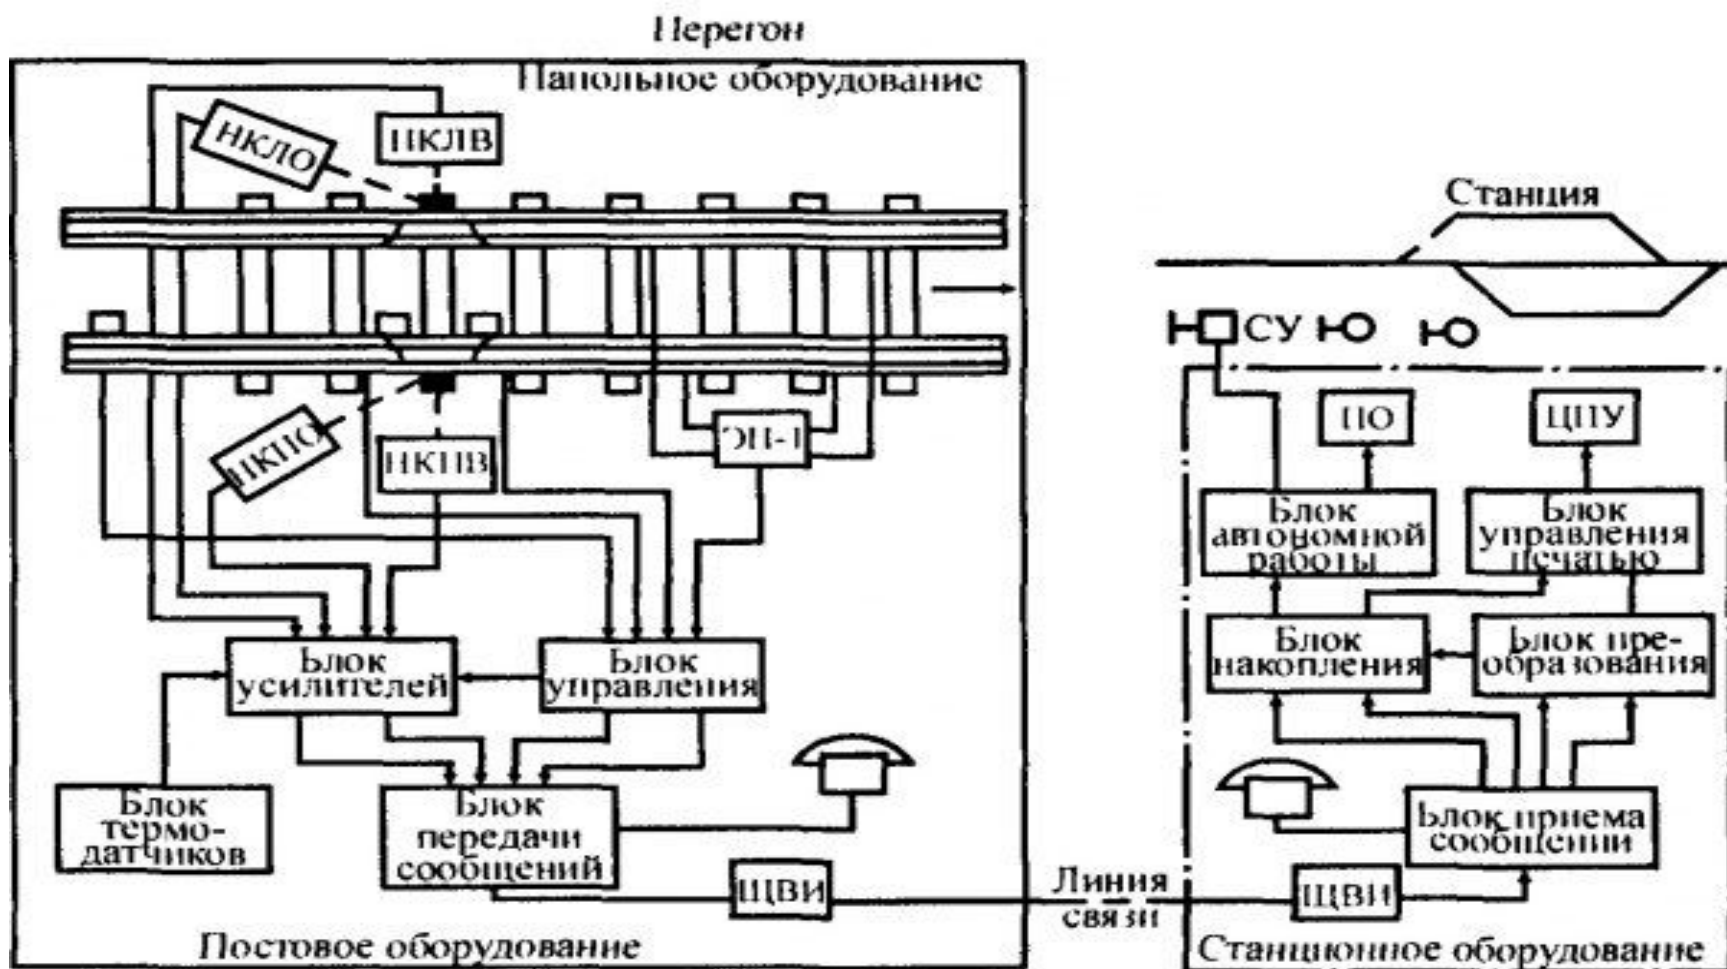 Перегон
Напольное оборудование
НКЛО
НКЛВ
Станция
СУ
НКПО
НКПВ
ЭП-1
ПО
ЦПУ
Блок
автономной
работы
Блок
управления
печатью
Блок
усилителей
Блок
управления
Блок
накопления
Блок пре-
образования
Блок
термо-
датчиков
Блок
передачи
сообщений
Блок приема
сообщений
ЩВИ
Линия
связи
ЩВИ
Постовое оборудование
Станционное оборудование